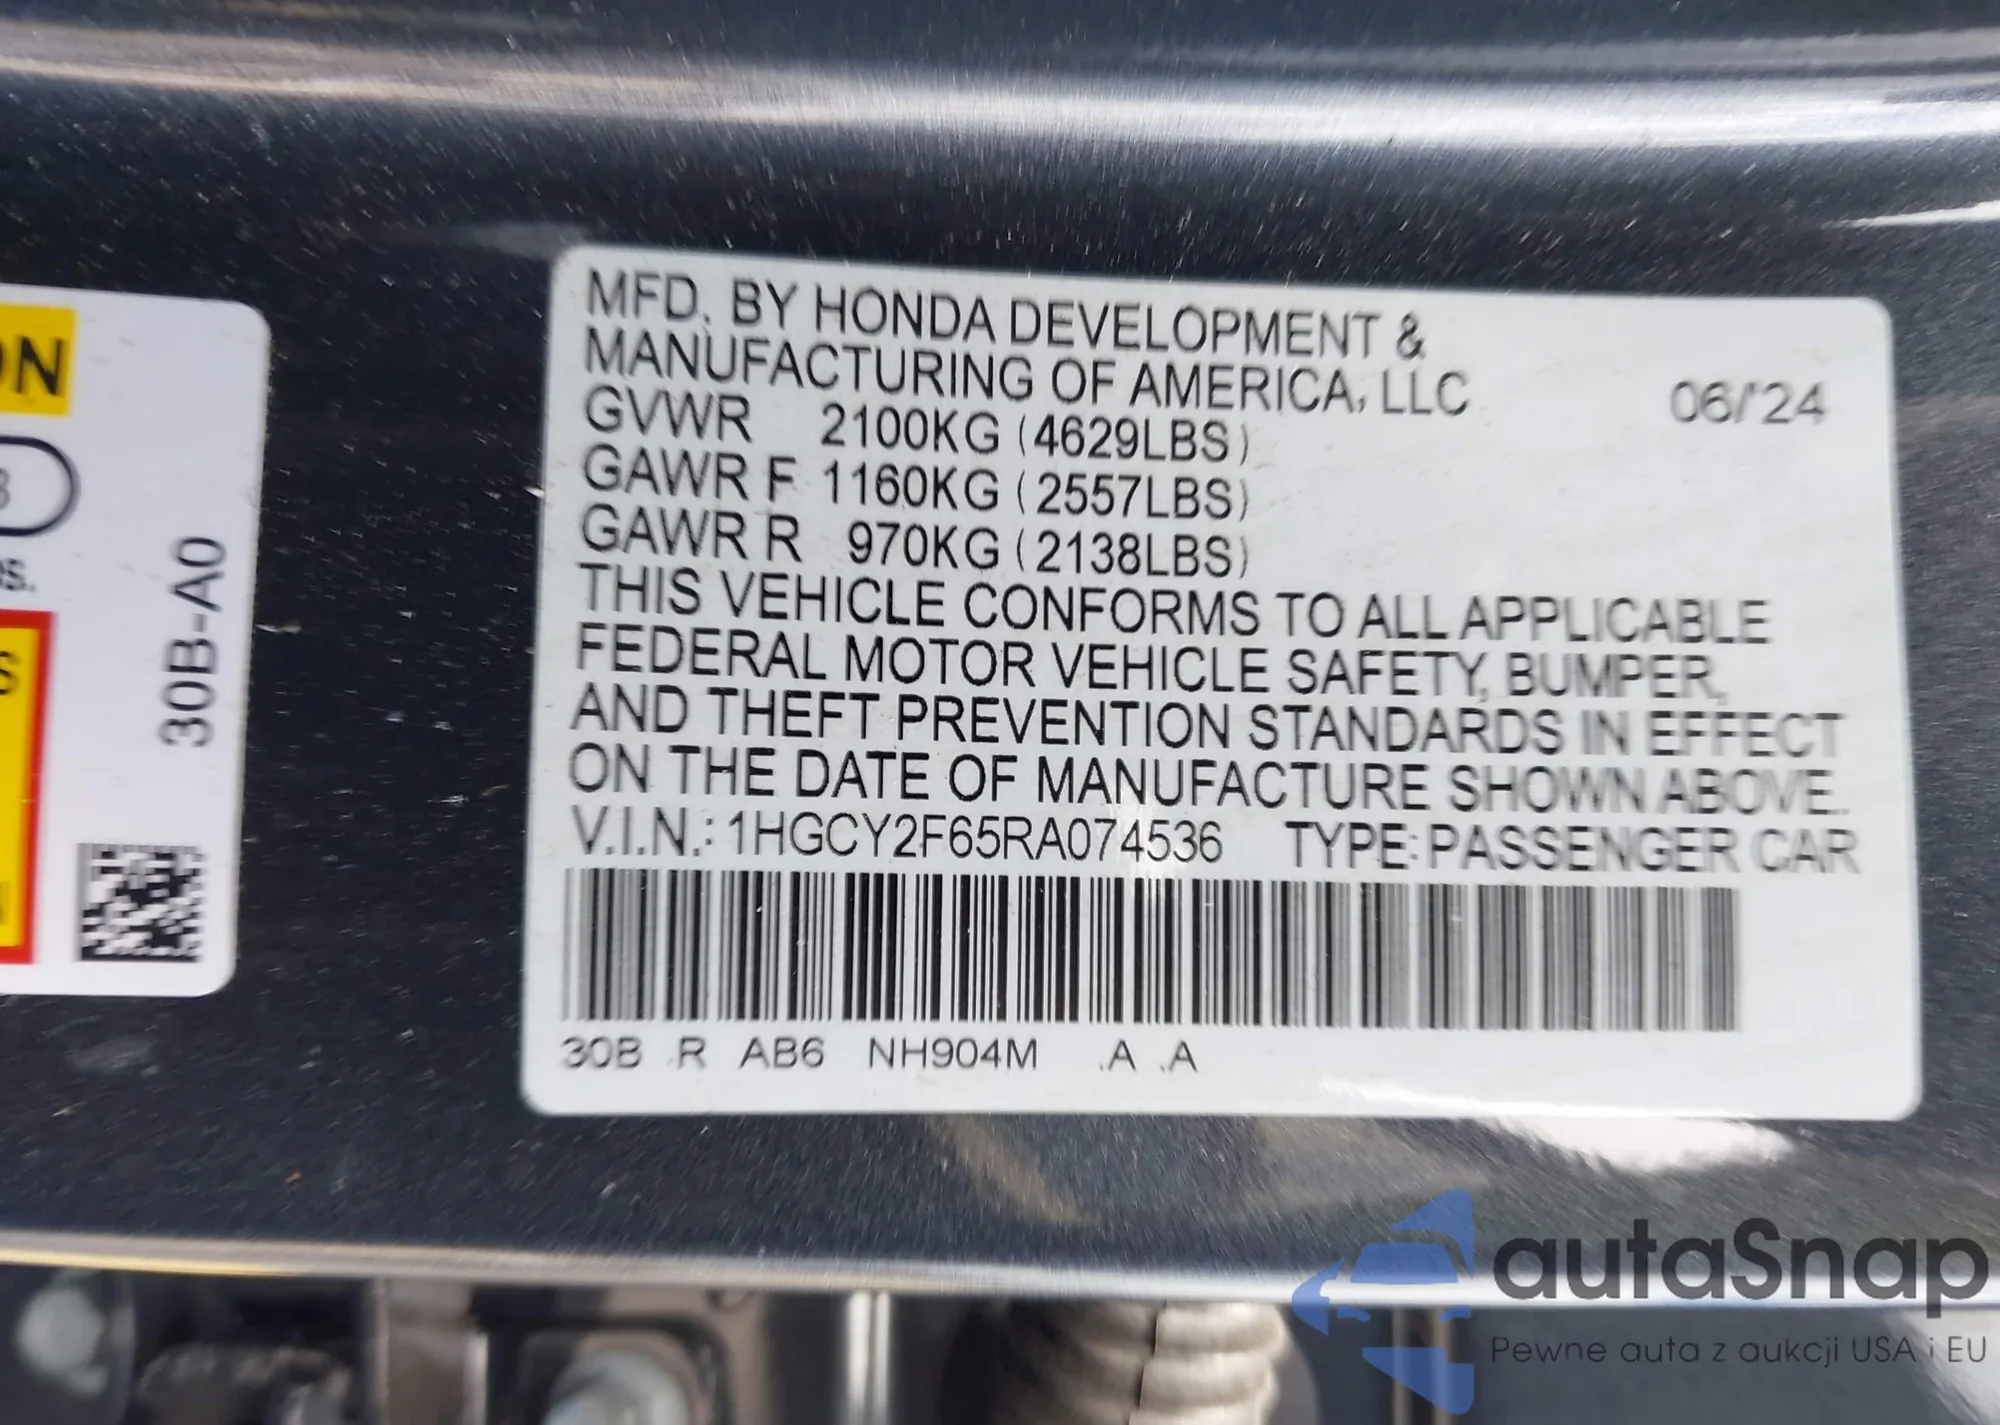 ON
30B-A0
MFD. BY HONDA DEVELOPMENT &
MANUFACTURING OF AMERICA, LLC 06/'24
GVWR 2100KG (4629LBS)
GAWR F 1160KG (2557LBS)
GAWR R 970KG (2138LBS)
THIS VEHICLE CONFORMS TO ALL APPLICABLE
FEDERAL MOTOR VEHICLE SAFETY, BUMPER,
AND THEFT PREVENTION STANDARDS IN EFFECT
ON THE DATE OF MANUFACTURE SHOWN ABOVE.
V.I.N.: 1HGCY2F65RA074536 TYPE: PASSENGER CAR
30B R AB6 NH904M .A .A
autaSnap
Pewne auta z aukcji USA i EU